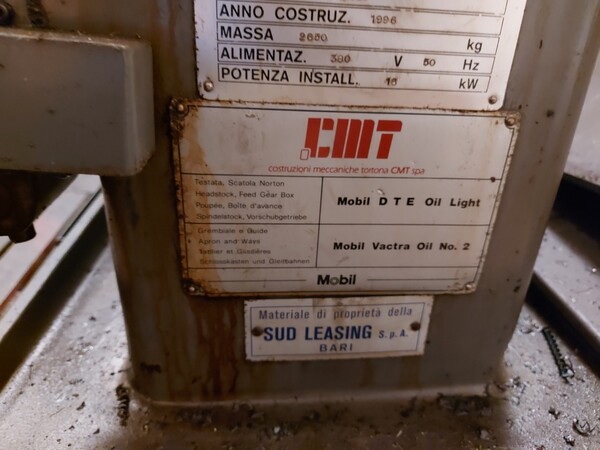 ANNO COSTRUZ. 1996
MASSA 2600 kg
ALIMENTAZ. 380 V 50 Hz
POTENZA INSTALL. 15 kW
CMT
costruzioni meccaniche tortona CMT spa
Testata, Scatola Norton
Headstock, Feed Gear Box
Poupée, Boîte d'avance
Spindelstock, Vorschubgetriebe
Mobil DTE Oil Light
Grembiale e Guide
Apron and Ways
Tablier et Glissières
Schlosskasten und Gleitbahnen
Mobil Vactra Oil No. 2
Mobil
Materiale di proprietà della
SUD LEASING S.p.A.
BARI